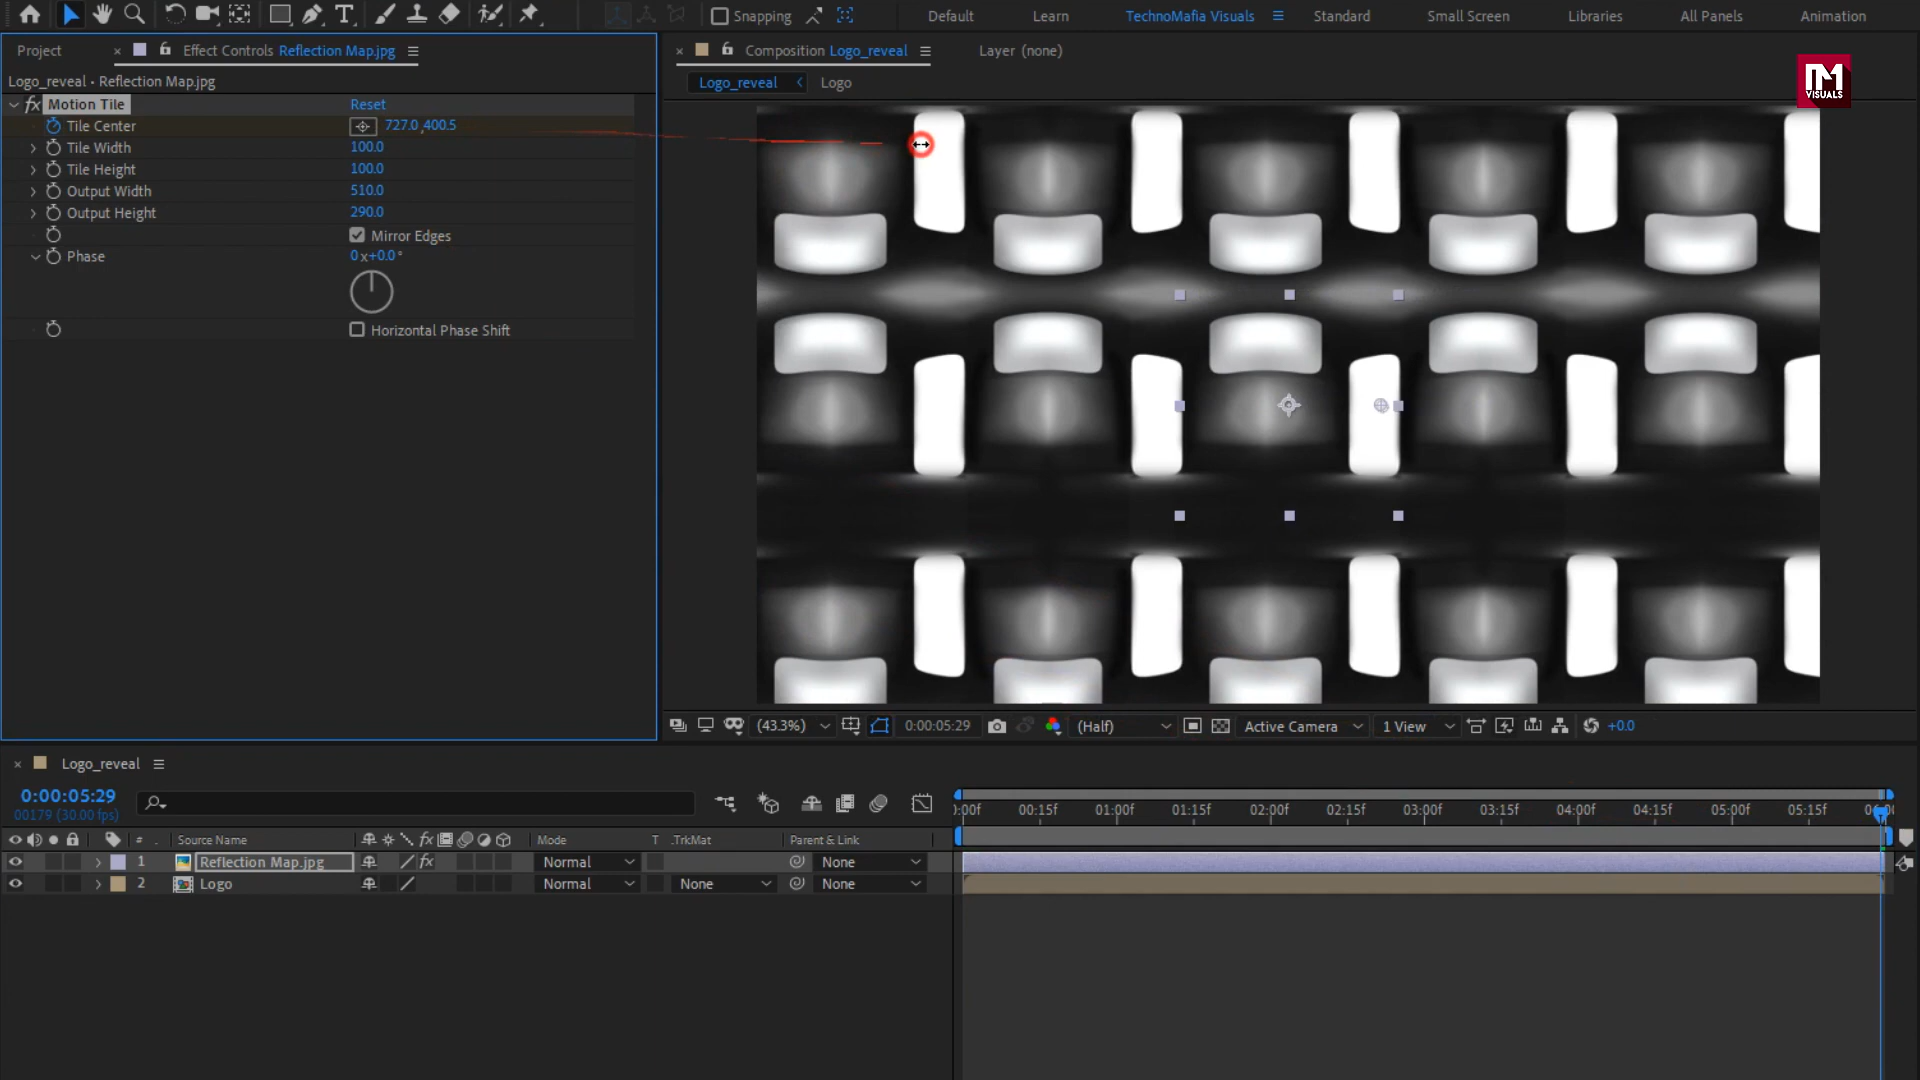 Snapping
Default
Learn
TechnoMafia Visuals
Standard
Small Screen
Libraries
All Panels
Animation
Project
Effect Controls Reflection Map.jpg
Composition Logo_reveal
Layer (none)
Logo_reveal • Reflection Map.jpg
Logo_reveal
Logo
VISUALS
fx Motion Tile Reset
Tile Center 727.0,400.5
Tile Width 100.0
Tile Height 100.0
Output Width 510.0
Output Height 290.0
Mirror Edges
Phase 0x+0.0°
Horizontal Phase Shift
(43.3%)
0:00:05:29
(Half)
Active Camera
1 View
+0.0
Logo_reveal
0:00:05:29
00179 (30.00 fps)
:00f 00:15f 01:00f 01:15f 02:00f 02:15f 03:00f 03:15f 04:00f 04:15f 05:00f 05:15f
# Source Name Mode T .TrkMat Parent & Link
1 Reflection Map.jpg fx Normal None
2 Logo Normal None None